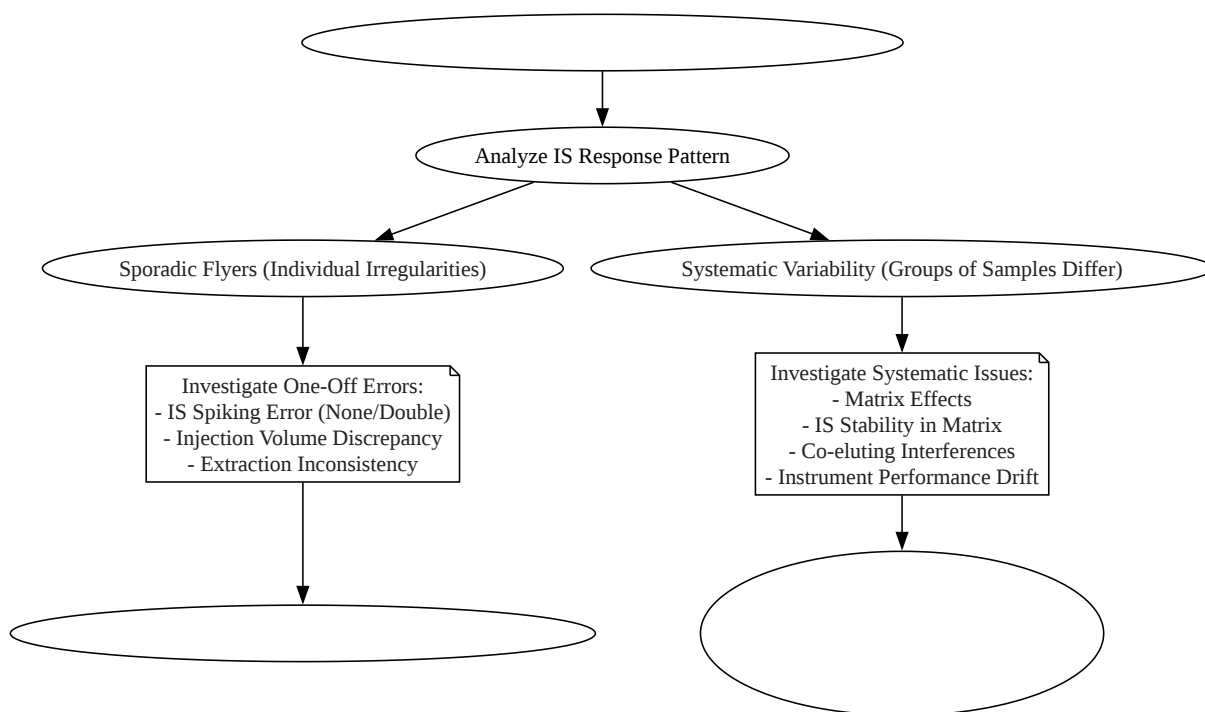 Analyze IS Response Pattern
Sporadic Flyers (Individual Irregularities)
Systematic Variability (Groups of Samples Differ)
Investigate One-Off Errors:
- IS Spiking Error (None/Double)
- Injection Volume Discrepancy
- Extraction Inconsistency
Investigate Systematic Issues:
- Matrix Effects
- IS Stability in Matrix
- Co-eluting Interferences
- Instrument Performance Drift